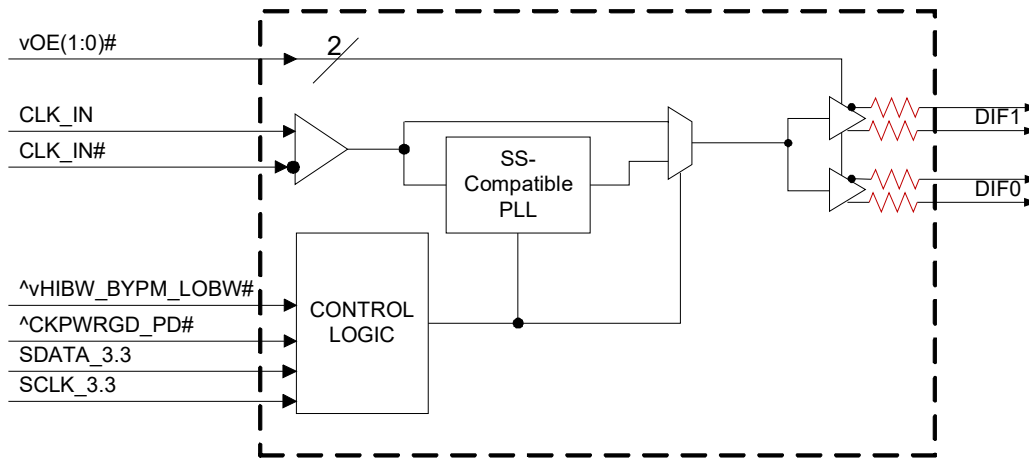 vOE(1:0)#
2
CLK_IN
CLK_IN#
SS-
Compatible
PLL
DIF1
DIF0
^vHIBW_BYPM_LOBW#
^CKPWRGD_PD#
SDATA_3.3
SCLK_3.3
CONTROL
LOGIC